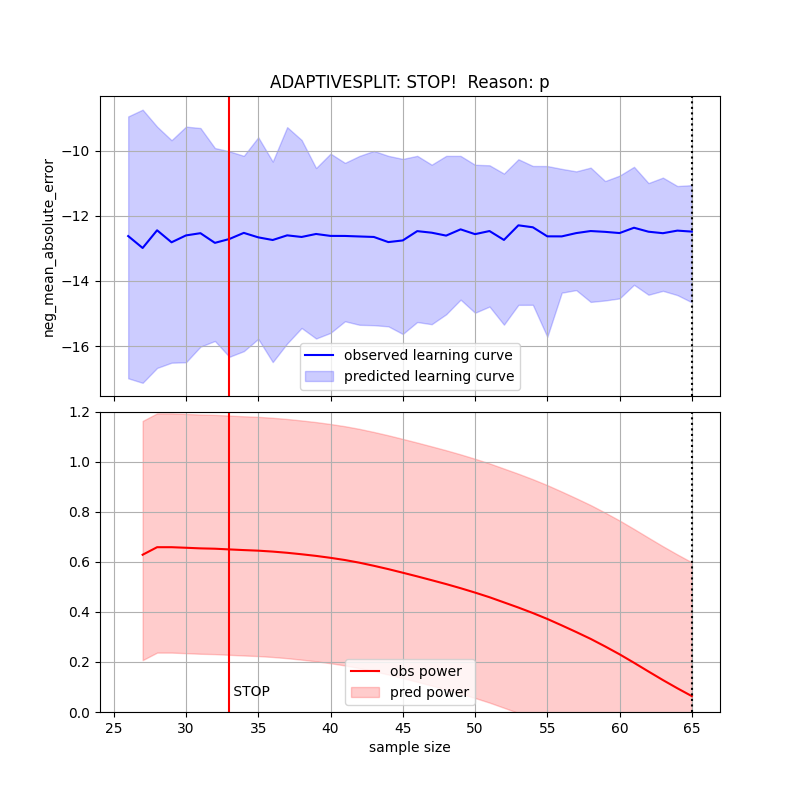 ADAPTIVESPLIT: STOP!  Reason: p
neg_mean_absolute_error
−10
−12
−14
−16
observed learning curve
predicted learning curve
1.2
1.0
0.8
0.6
0.4
0.2
0.0
STOP
obs power
pred power
25 30 35 40 45 50 55 60 65
sample size